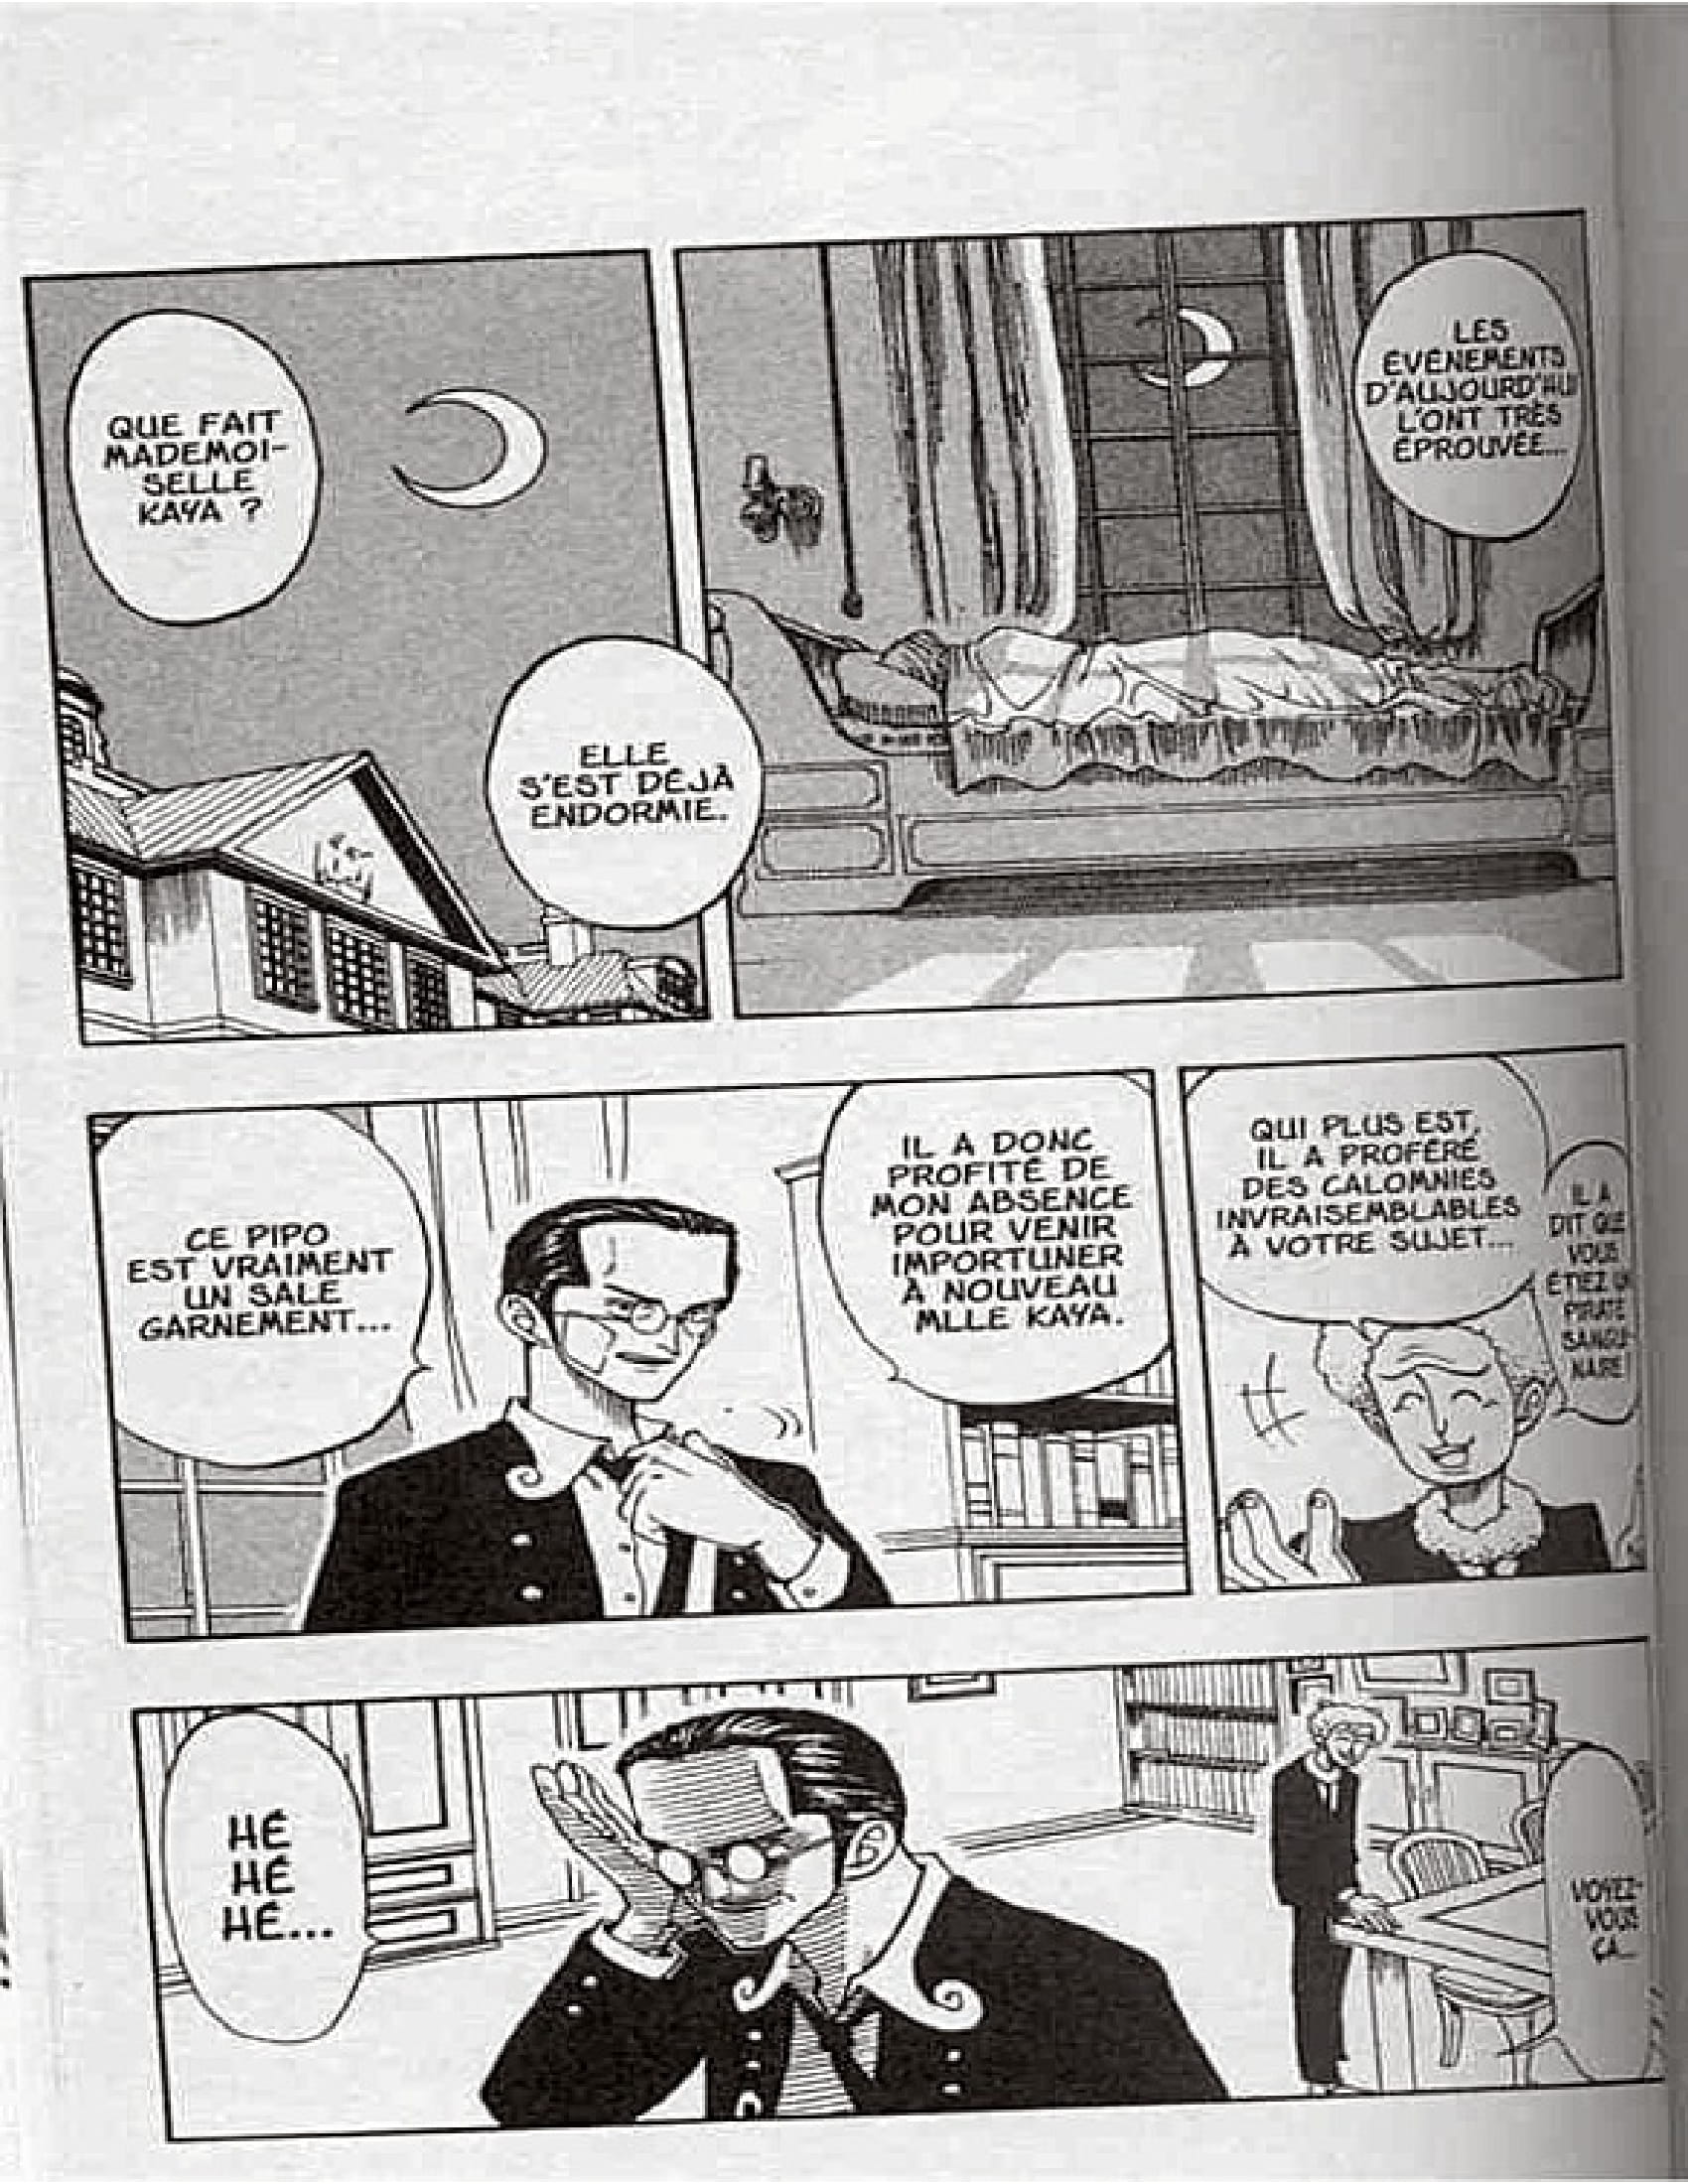 QUE FAIT
MADEMOI-
SELLE
KAYA ?
ELLE
S'EST DÉJÀ
ENDORMIE.
LES
ÉVÉNEMENTS
D'AUJOURD'HUI
L'ONT TRÈS
ÉPROUVÉE...
CE PIPO
EST VRAIMENT
UN SALE
GARNEMENT...
IL A DONC
PROFITÉ DE
MON ABSENCE
POUR VENIR
IMPORTUNER
À NOUVEAU
MLLE KAYA.
QUI PLUS EST,
IL A PROFÉRÉ
DES CALOMNIES
INVRAISEMBLABLES
À VOTRE SUJET...
IL A
DIT QUE
VOUS
ÉTIEZ UN
PIRATE
SANGUI-
NAIRE!
HÉ
HÉ
HÉ...
VOYEZ-
VOUS
ÇA...